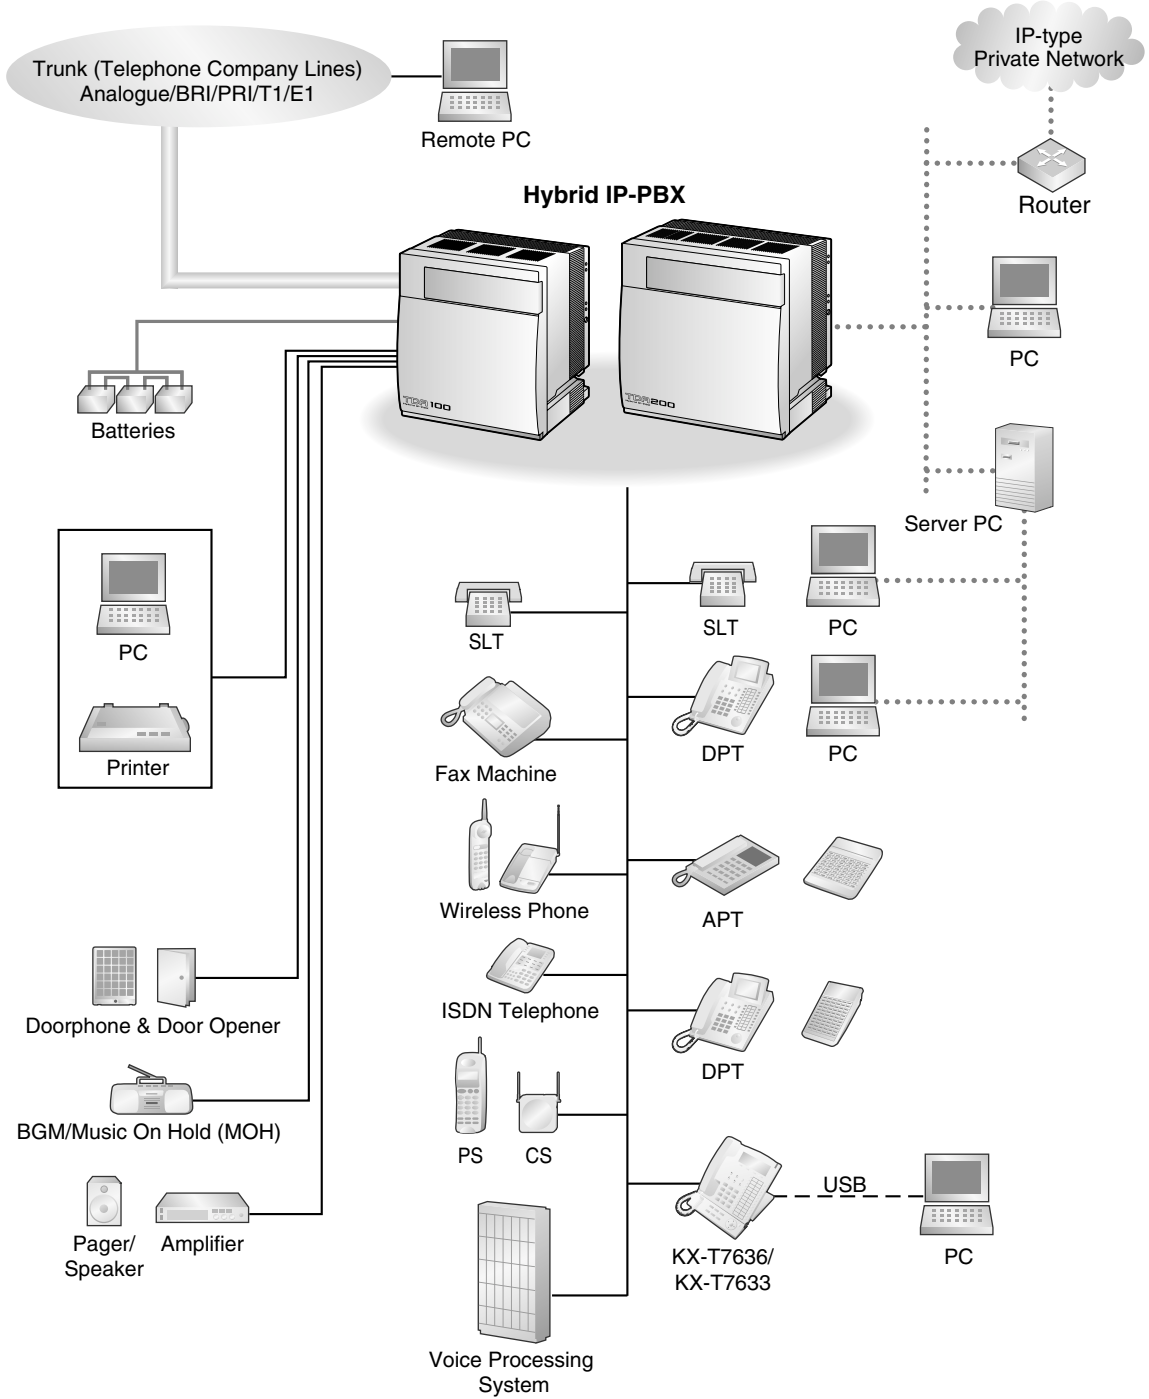 IP-type
Private Network
Trunk (Telephone Company Lines)
Analogue/BRI/PRI/T1/E1
Remote PC
Router
Hybrid IP-PBX
PC
TDA100
TDA200
Batteries
Server PC
PC
SLT
SLT
PC
Printer
Fax Machine
DPT
PC
Wireless Phone
APT
Doorphone & Door Opener
ISDN Telephone
DPT
BGM/Music On Hold (MOH)
PS
CS
USB
Pager/
Speaker
Amplifier
KX-T7636/
KX-T7633
PC
Voice Processing
System